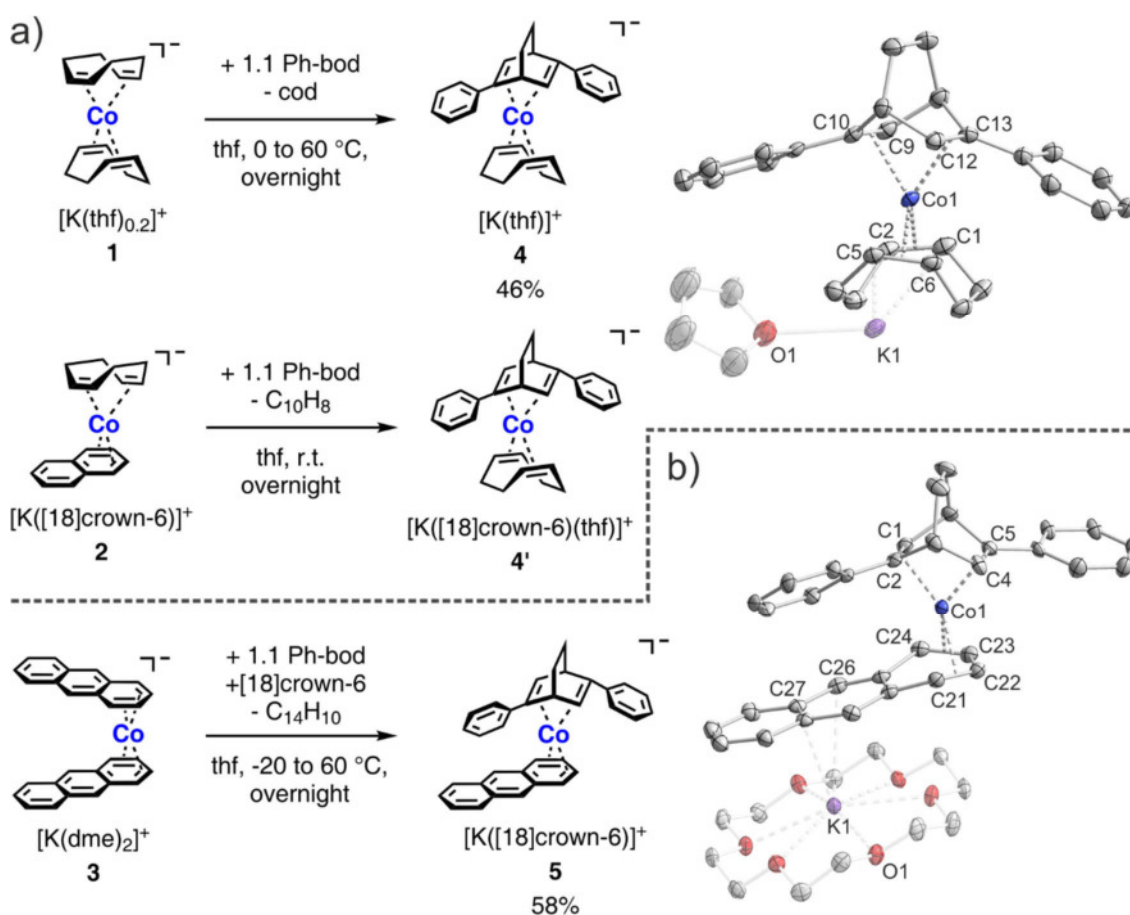 a)
⌝–
+ 1.1 Ph-bod
- cod
thf, 0 to 60 °C,
overnight
Co
[K(thf)0.2]+
1
⌝–
Co
[K(thf)]+
4
46%
C10
C9
C13
C12
Co1
C2
C1
C5
C6
O1
K1
⌝–
+ 1.1 Ph-bod
- C10H8
thf, r.t.
overnight
Co
[K([18]crown-6)]+
2
⌝–
Co
[K([18]crown-6)(thf)]+
4'
b)
C1
C5
C2
C4
Co1
C24
C23
C26
C27
C21
C22
K1
O1
⌝–
+ 1.1 Ph-bod
+[18]crown-6
- C14H10
thf, -20 to 60 °C,
overnight
Co
[K(dme)2]+
3
⌝–
Co
[K([18]crown-6)]+
5
58%